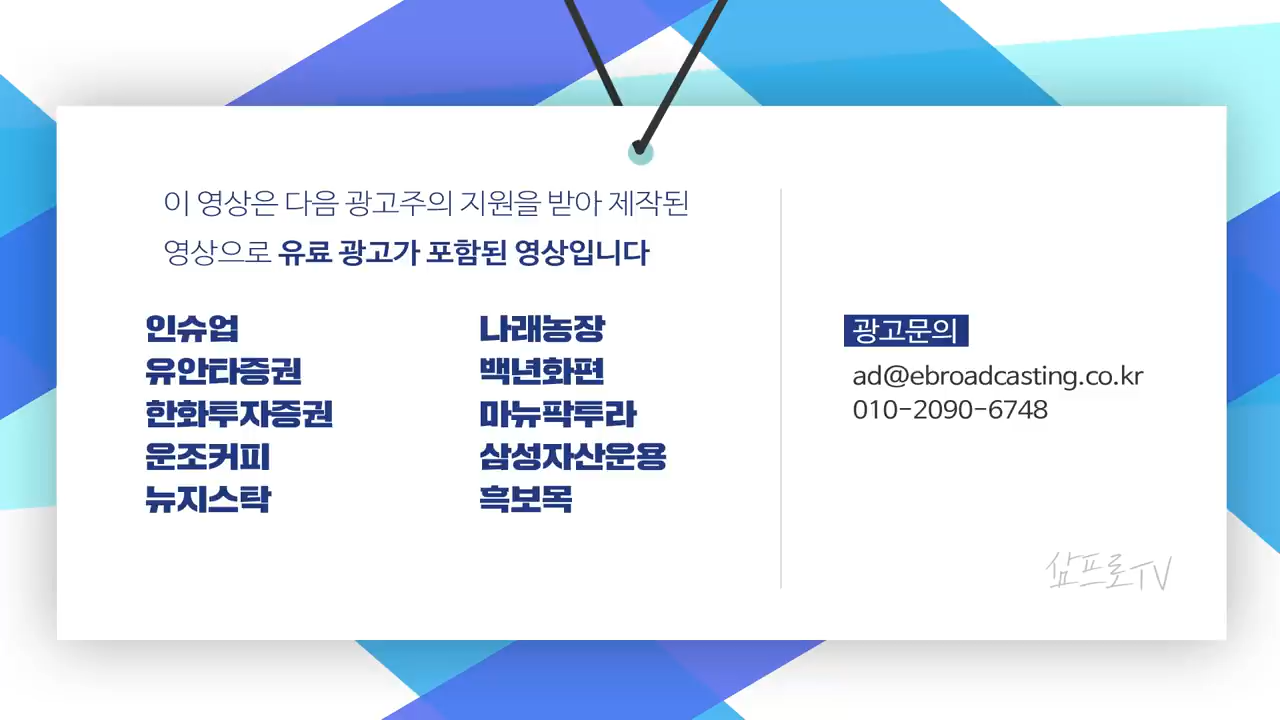 이 영상은 다음 광고주의 지원을 받아 제작된
영상으로 유료 광고가 포함된 영상입니다
인슈업
유안타증권
한화투자증권
운조커피
뉴지스탁
나래농장
백년화편
마뉴팍투라
삼성자산운용
흑보목
광고문의
ad@ebroadcasting.co.kr
010-2090-6748
삼프로TV